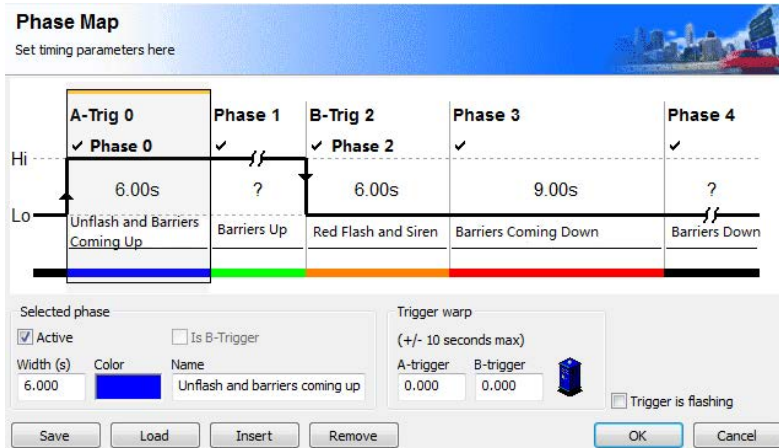 Phase Map
Set timing parameters here
A-Trig 0 Phase 1 B-Trig 2 Phase 3 Phase 4
✓ Phase 0 ✓ ✓ Phase 2 ✓ ✓
Hi
6.00s ? 6.00s 9.00s ?
Lo
Unflash and Barriers
Coming Up
Barriers Up Red Flash and Siren Barriers Coming Down Barriers Down
Selected phase
Active Is B-Trigger
Width (s) Color Name
6.000 Unflash and barriers coming up
Trigger warp
(+/- 10 seconds max)
A-trigger B-trigger
0.000 0.000
Trigger is flashing
Save Load Insert Remove OK Cancel